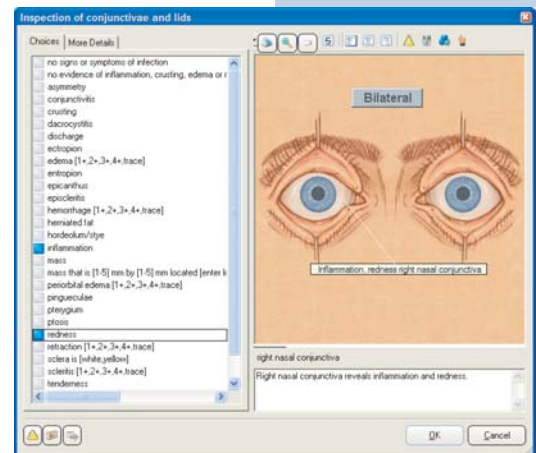 Inspection of conjunctivae and lids
Choices
More Details
no signs or symptoms of infection
no evidence of inflammation, crusting, edema or r
asymmetry
conjunctivitis
crusting
dacrocystitis
discharge
ectropion
edema [1+,2+,3+,4+,trace]
entropion
epicanthus
episcleritis
hemorrhage [1+,2+,3+,4+,trace]
herniated fat
hordeolum/stye
inflammation
mass
mass that is [1-5] mm by [1-5] mm located [enter l
periorbital edema [1+,2+,3+,4+,trace]
pingueculae
pterygium
ptosis
redness
retraction [1+,2+,3+,4+,trace]
sclera is [white,yellow]
scleritis [1+,2+,3+,4+,trace]
tenderness
Bilateral
Inflammation, redness right nasal conjunctiva
right nasal conjunctiva
Right nasal conjunctiva reveals inflammation and redness.
OK
Cancel